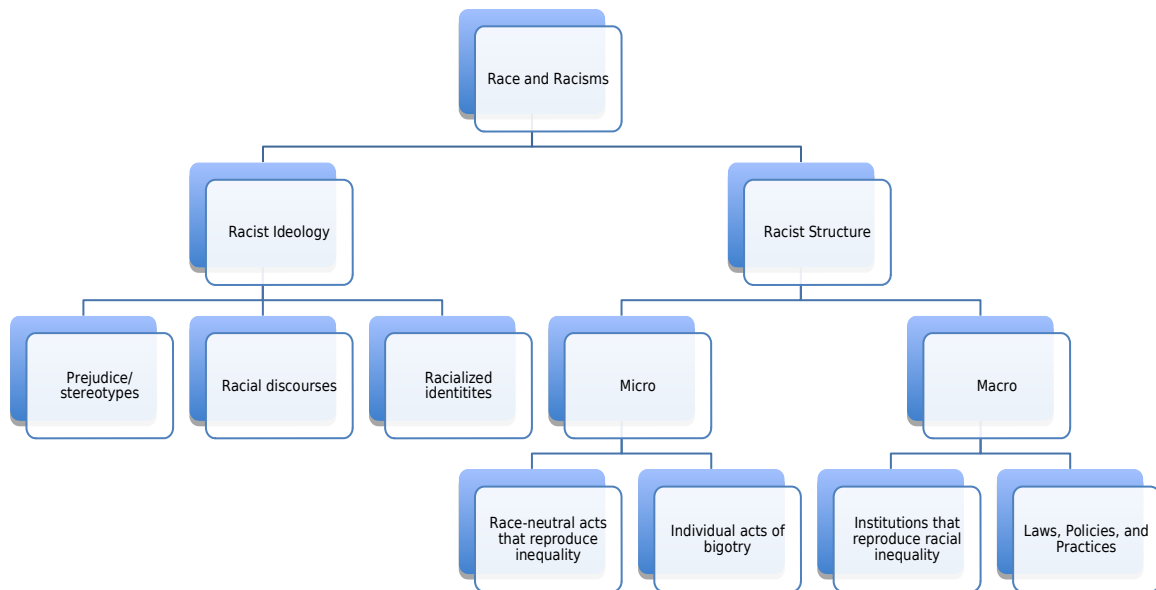 Race and Racisms
Racist Ideology
Racist Structure
Prejudice/
stereotypes
Racial discourses
Racialized
identitites
Micro
Macro
Race-neutral acts
that reproduce
inequality
Individual acts of
bigotry
Institutions that
reproduce racial
inequality
Laws, Policies, and
Practices